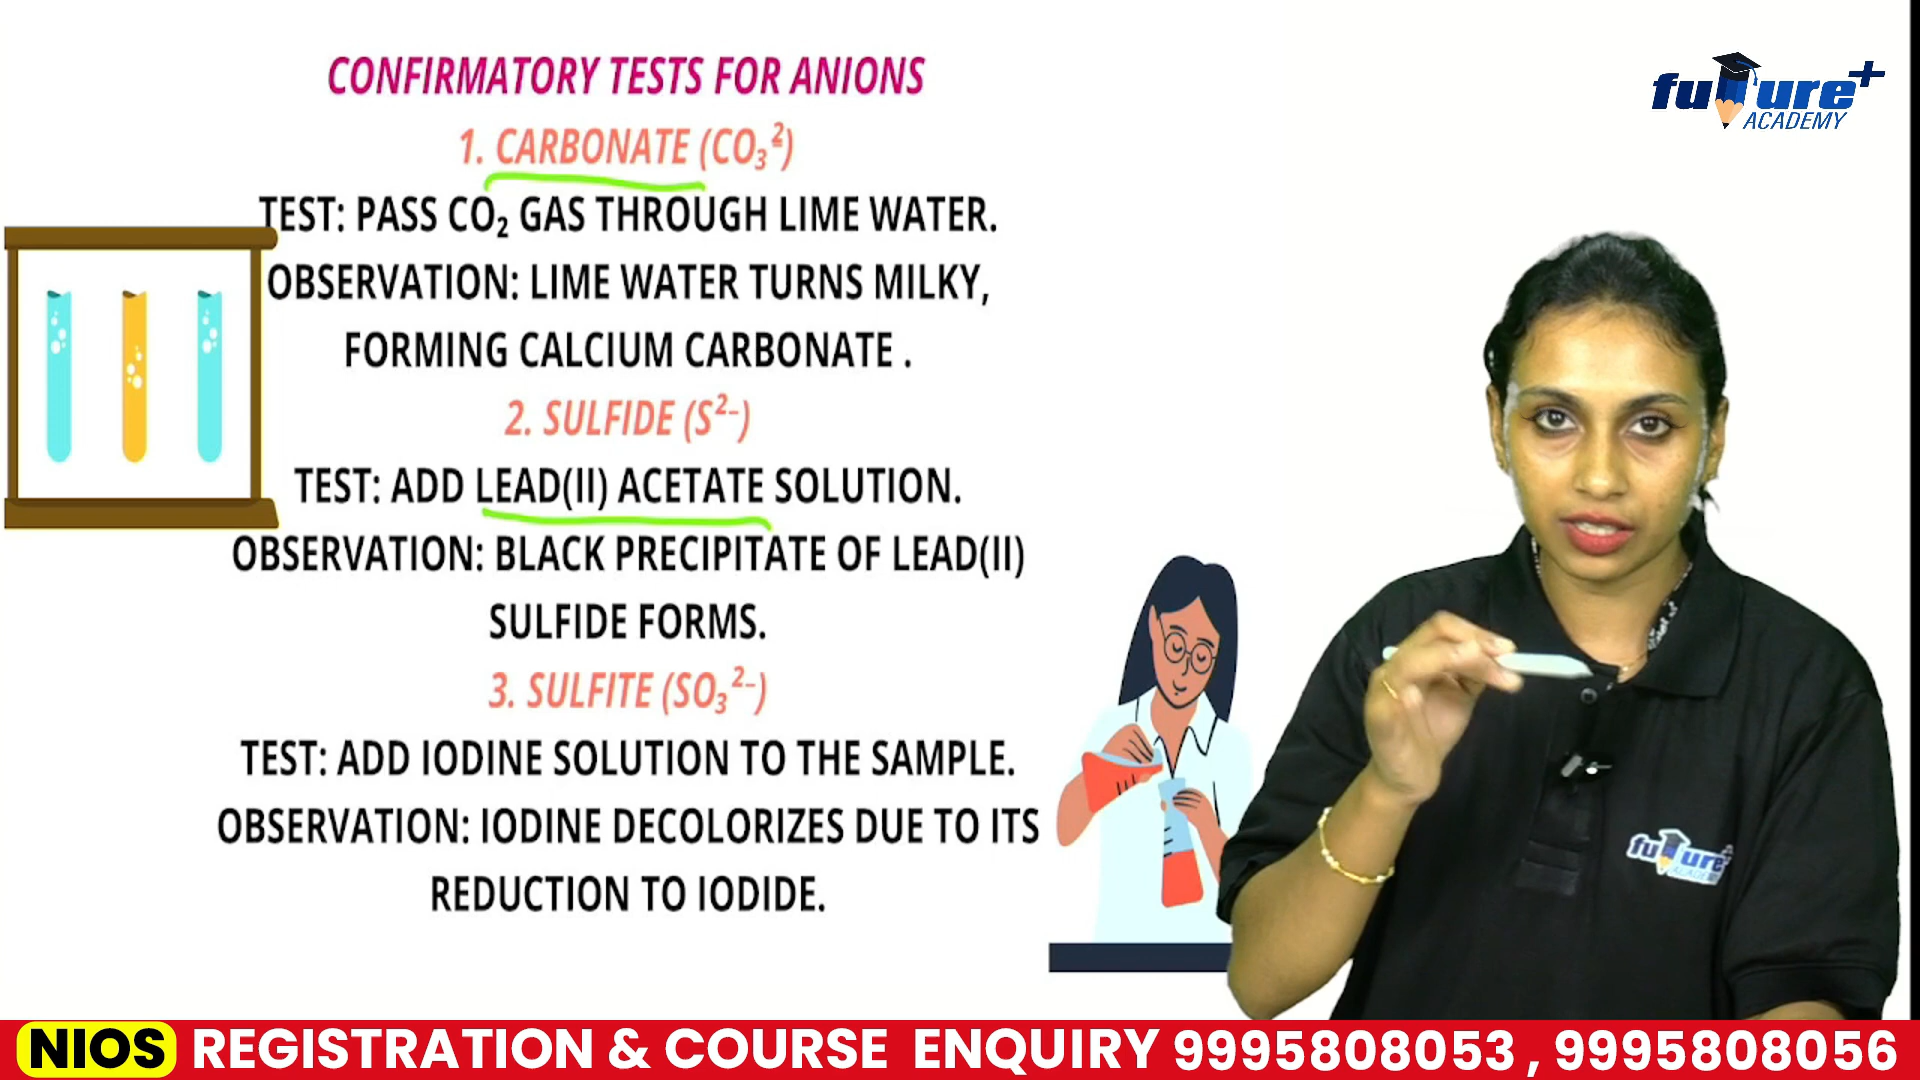 CONFIRMATORY TESTS FOR ANIONS
1. CARBONATE (CO₃²⁻)
TEST: PASS CO₂ GAS THROUGH LIME WATER.
OBSERVATION: LIME WATER TURNS MILKY,
FORMING CALCIUM CARBONATE .
2. SULFIDE (S²⁻)
TEST: ADD LEAD(II) ACETATE SOLUTION.
OBSERVATION: BLACK PRECIPITATE OF LEAD(II)
SULFIDE FORMS.
3. SULFITE (SO₃²⁻)
TEST: ADD IODINE SOLUTION TO THE SAMPLE.
OBSERVATION: IODINE DECOLORIZES DUE TO ITS
REDUCTION TO IODIDE.
future+
ACADEMY
future+
ACADEMY
NIOS REGISTRATION & COURSE ENQUIRY 9995808053 , 9995808056